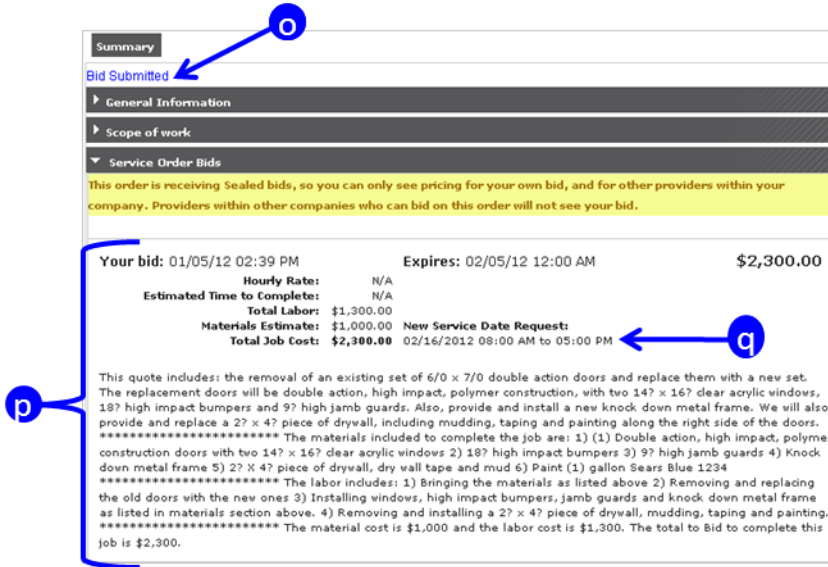 o
Summary
Bid Submitted
General Information
Scope of work
Service Order Bids
This order is receiving Sealed bids, so you can only see pricing for your own bid, and for other providers within your
company. Providers within other companies who can bid on this order will not see your bid.
Your bid: 01/05/12 02:39 PM Expires: 02/05/12 12:00 AM $2,300.00
Hourly Rate: N/A
Estimated Time to Complete: N/A
Total Labor: $1,300.00
Materials Estimate: $1,000.00 New Service Date Request:
Total Job Cost: $2,300.00 02/16/2012 08:00 AM to 05:00 PM
q
p
This quote includes: the removal of an existing set of 6/0 x 7/0 double action doors and replace them with a new set.
The replacement doors will be double action, high impact, polymer construction, with two 14? x 16? clear acrylic windows,
18? high impact bumpers and 9? high jamb guards. Also, provide and install a new knock down metal frame. We will also
provide and replace a 2? x 4? piece of drywall, including mudding, taping and painting along the right side of the doors.
************************ The materials included to complete the job are: 1) (1) Double action, high impact, polyme
construction doors with two 14? x 16? clear acrylic windows 2) 18? high impact bumpers 3) 9? high jamb guards 4) Knock
down metal frame 5) 2? X 4? piece of drywall, dry wall tape and mud 6) Paint (1) gallon Sears Blue 1234
************************ The labor includes: 1) Bringing the materials as listed above 2) Removing and replacing
the old doors with the new ones 3) Installing windows, high impact bumpers, jamb guards and knock down metal frame
as listed in materials section above. 4) Removing and installing a 2? x 4? piece of drywall, mudding, taping and painting.
************************ The material cost is $1,000 and the labor cost is $1,300. The total to Bid to complete this
job is $2,300.